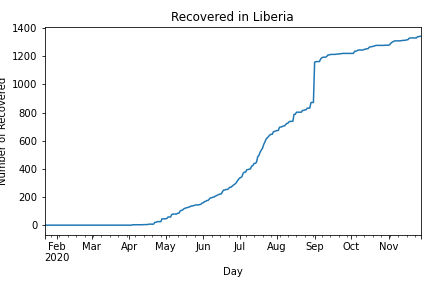 Recovered in Liberia
1400
1200
1000
800
600
400
200
0
Number of Recovered
Feb Mar Apr May Jun Jul Aug Sep Oct Nov
2020
Day